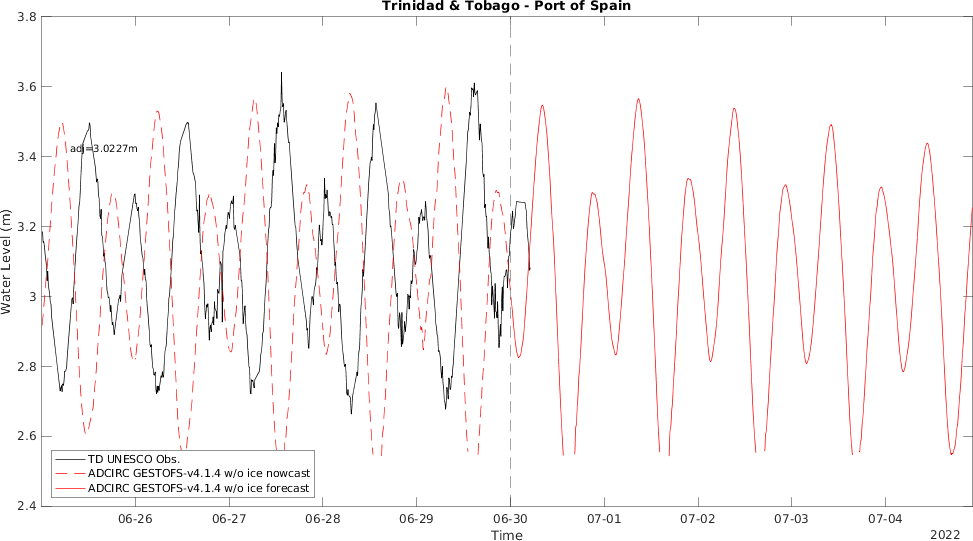 Trinidad & Tobago - Port of Spain
3.8
3.6
3.4
3.2
3
2.8
2.6
2.4
Water Level (m)
adj=3.0227m
TD UNESCO Obs.
ADCIRC GESTOFS-v4.1.4 w/o ice nowcast
ADCIRC GESTOFS-v4.1.4 w/o ice forecast
06-26 06-27 06-28 06-29 06-30 07-01 07-02 07-03 07-04
Time
2022